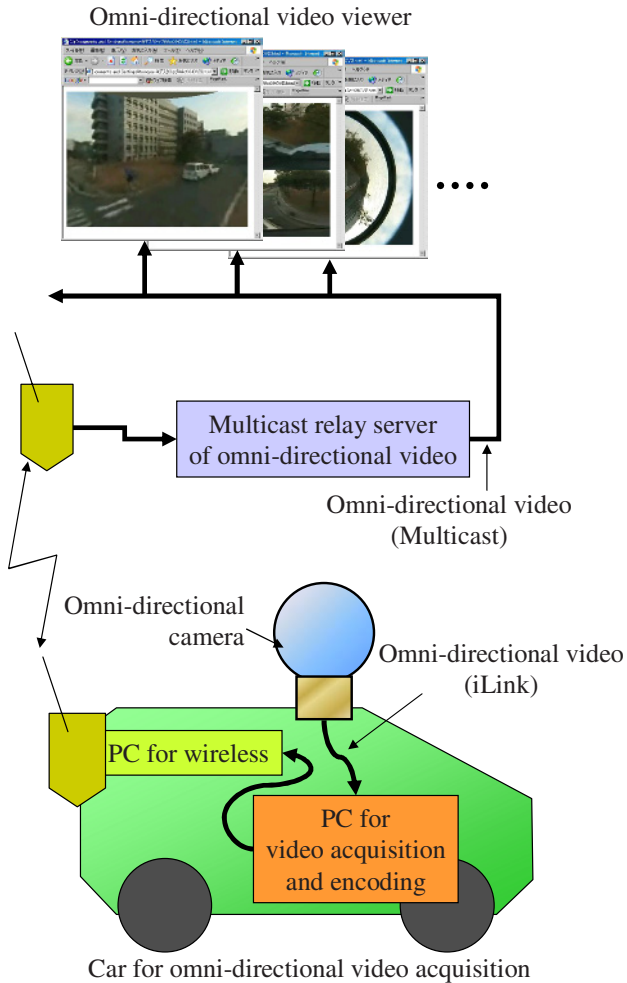 Omni-directional video viewer
Multicast relay server
of omni-directional video
Omni-directional video
(Multicast)
Omni-directional
camera
Omni-directional video
(iLink)
PC for wireless
PC for
video acquisition
and encoding
Car for omni-directional video acquisition